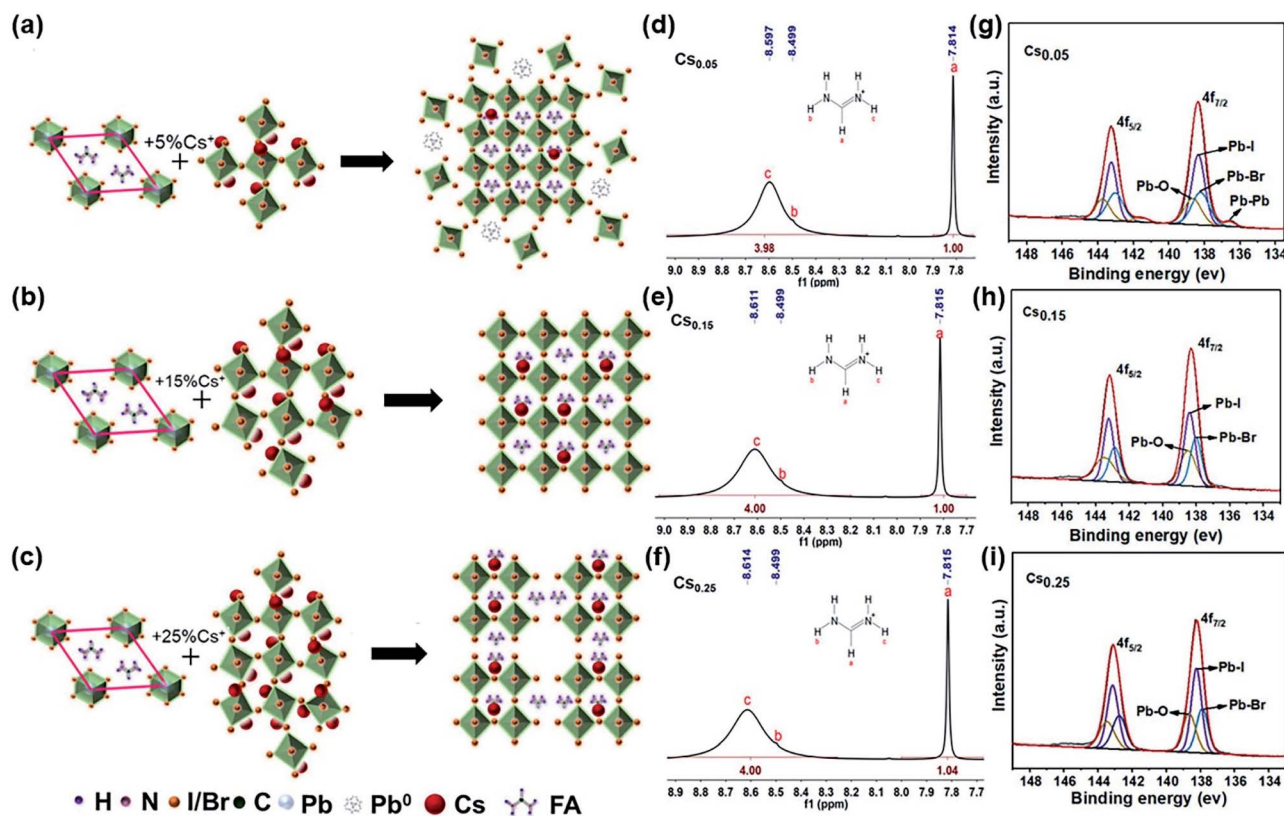 (a)
+5%Cs⁺
+
(b)
+15%Cs⁺
+
(c)
+25%Cs⁺
+
H N I/Br C Pb Pb⁰ Cs FA
(d)
Cs₀.₀₅
-8.597
-8.499
-7.814
a
H H
N N⁺
H H
b c
H
a
c
b
3.98 1.00
9.0 8.9 8.8 8.7 8.6 8.5 8.4 8.3 8.2 8.1 8.0 7.9 7.8
f1 (ppm)
(e)
Cs₀.₁₅
-8.611
-8.499
-7.815
a
H H
N N⁺
H H
b c
H
a
c
b
4.00 1.00
9.0 8.9 8.8 8.7 8.6 8.5 8.4 8.3 8.2 8.1 8.0 7.9 7.8 7.7
f1 (ppm)
(f)
Cs₀.₂₅
-8.614
-8.499
-7.815
a
H H
N N⁺
H H
b c
H
a
c
b
4.00 1.04
8.9 8.8 8.7 8.6 8.5 8.4 8.3 8.2 8.1 8.0 7.9 7.8 7.7
f1 (ppm)
(g)
Cs₀.₀₅
4f₇/₂
4f₅/₂
Pb-I
Pb-O
Pb-Br
Pb-Pb
Intensity (a.u.)
148 146 144 142 140 138 136 134
Binding energy (ev)
(h)
Cs₀.₁₅
4f₇/₂
4f₅/₂
Pb-I
Pb-O
Pb-Br
Intensity (a.u.)
148 146 142 138 134
Binding energy (ev)
(i)
Cs₀.₂₅
4f₇/₂
4f₅/₂
Pb-I
Pb-O
Pb-Br
Intensity (a.u.)
148 146 142 138 134
Binding energy (ev)